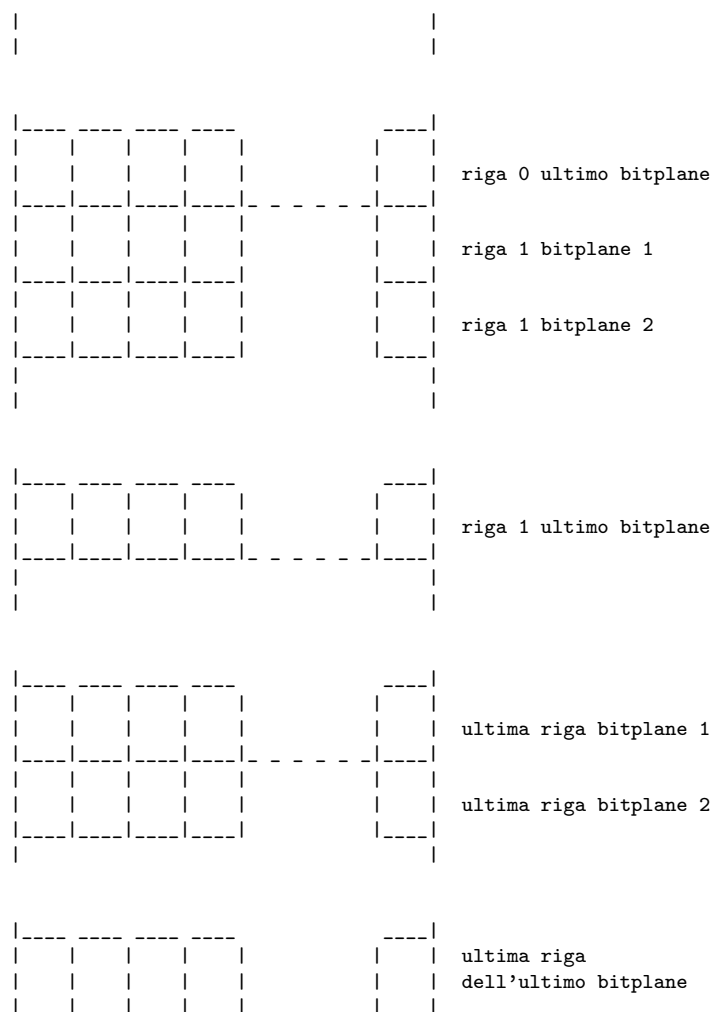 riga 0 ultimo bitplane
riga 1 bitplane 1
riga 1 bitplane 2
riga 1 ultimo bitplane
ultima riga bitplane 1
ultima riga bitplane 2
ultima riga
dell'ultimo bitplane